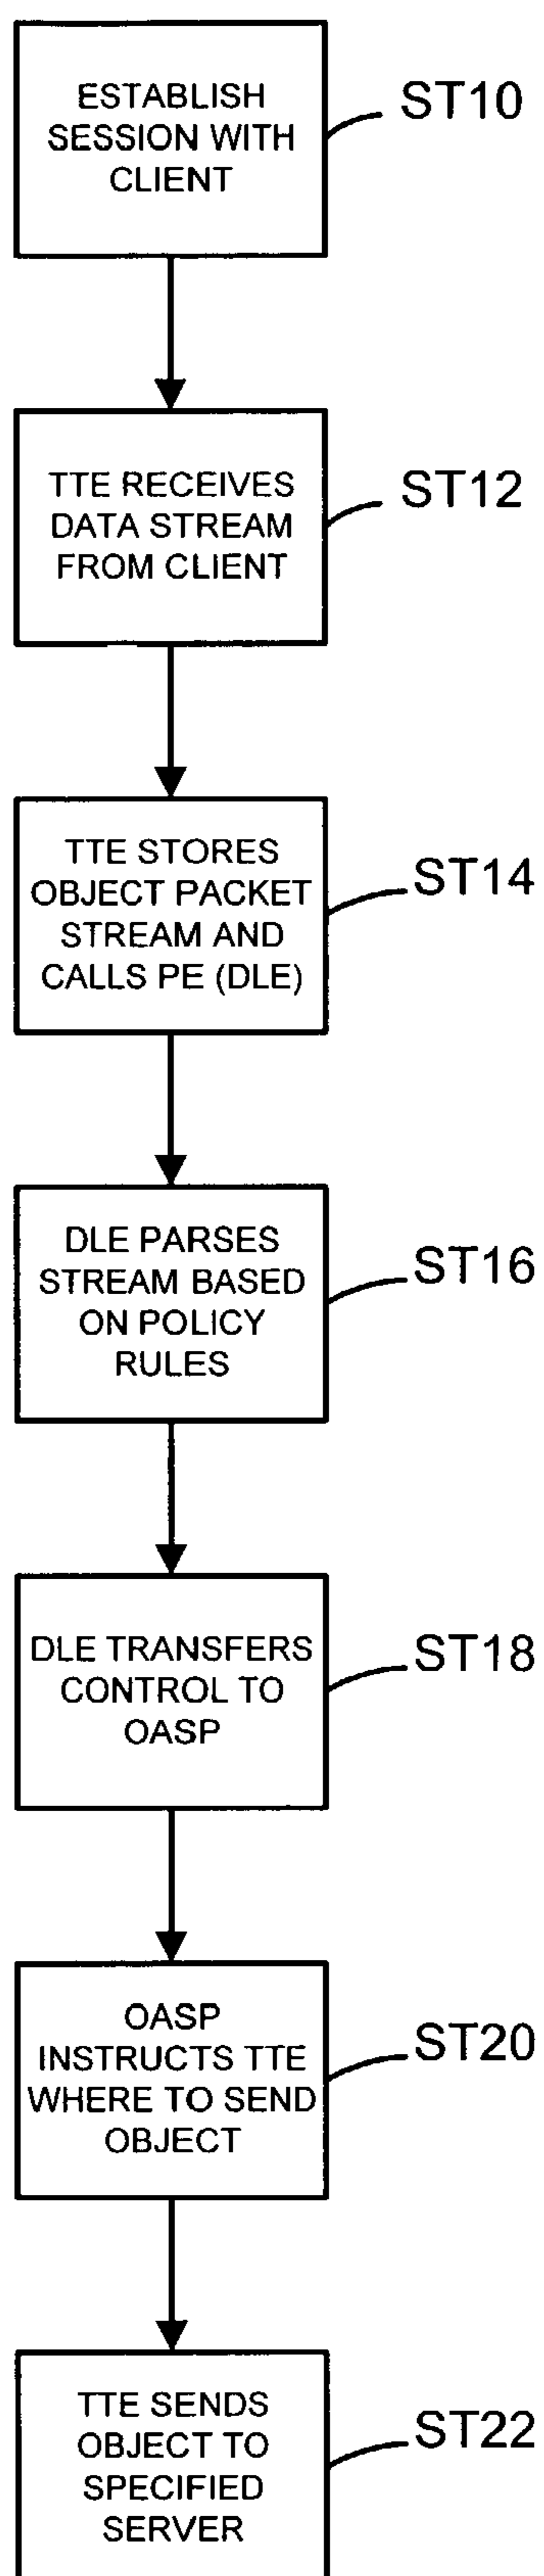 ESTABLISH
SESSION WITH
CLIENT
ST10
TTE RECEIVES
DATA STREAM
FROM CLIENT
ST12
TTE STORES
OBJECT PACKET
STREAM AND
CALLS PE (DLE)
ST14
DLE PARSES
STREAM BASED
ON POLICY
RULES
ST16
DLE TRANSFERS
CONTROL TO
OASP
ST18
OASP
INSTRUCTS TTE
WHERE TO SEND
OBJECT
ST20
TTE SENDS
OBJECT TO
SPECIFIED
SERVER
ST22